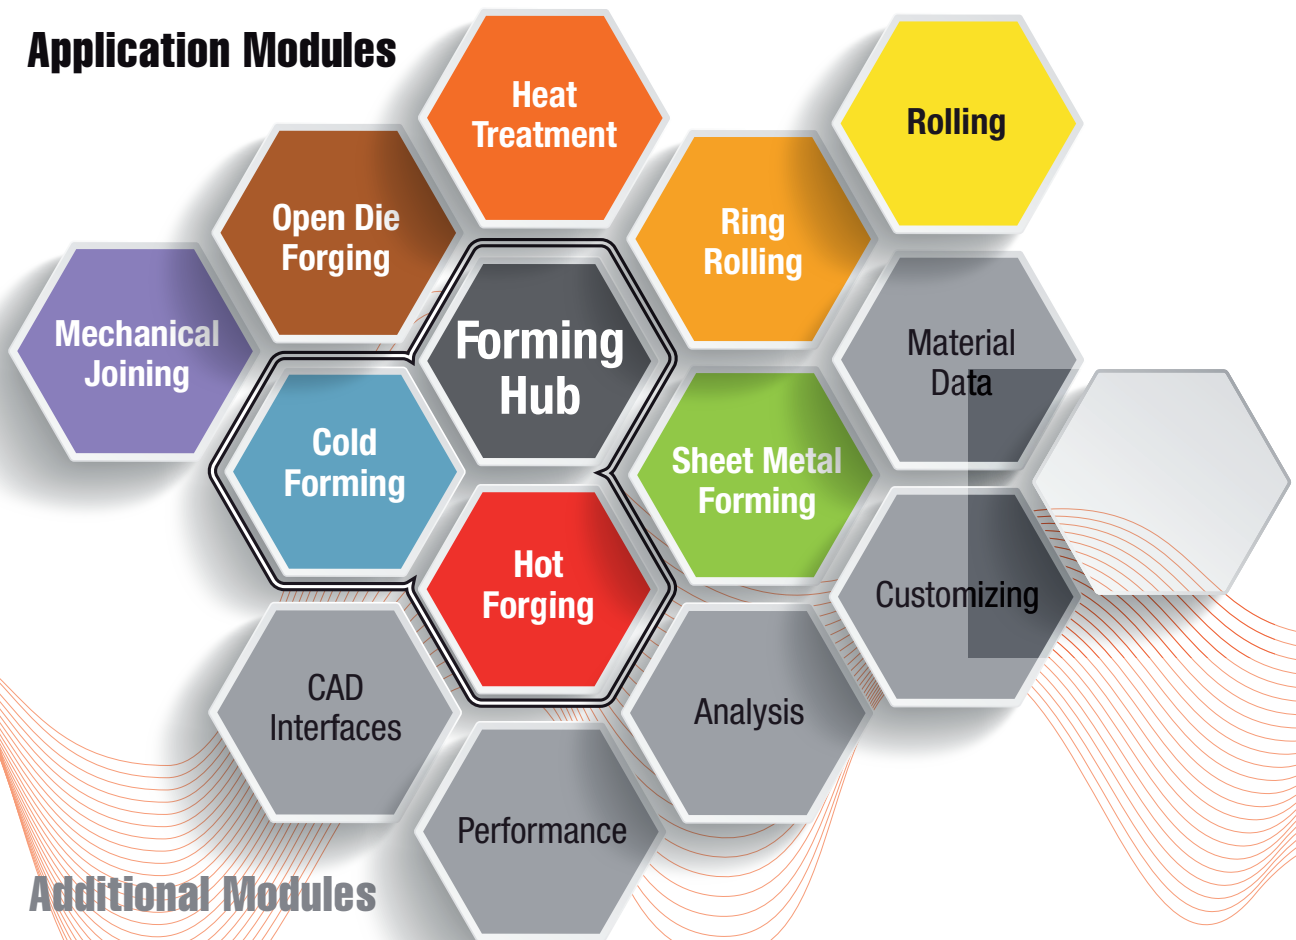 Application Modules
Heat
Treatment
Rolling
Open Die
Forging
Ring
Rolling
Mechanical
Joining
Forming
Hub
Material
Data
Cold
Forming
Sheet Metal
Forming
Hot
Forging
Customizing
CAD
Interfaces
Analysis
Performance
Additional Modules